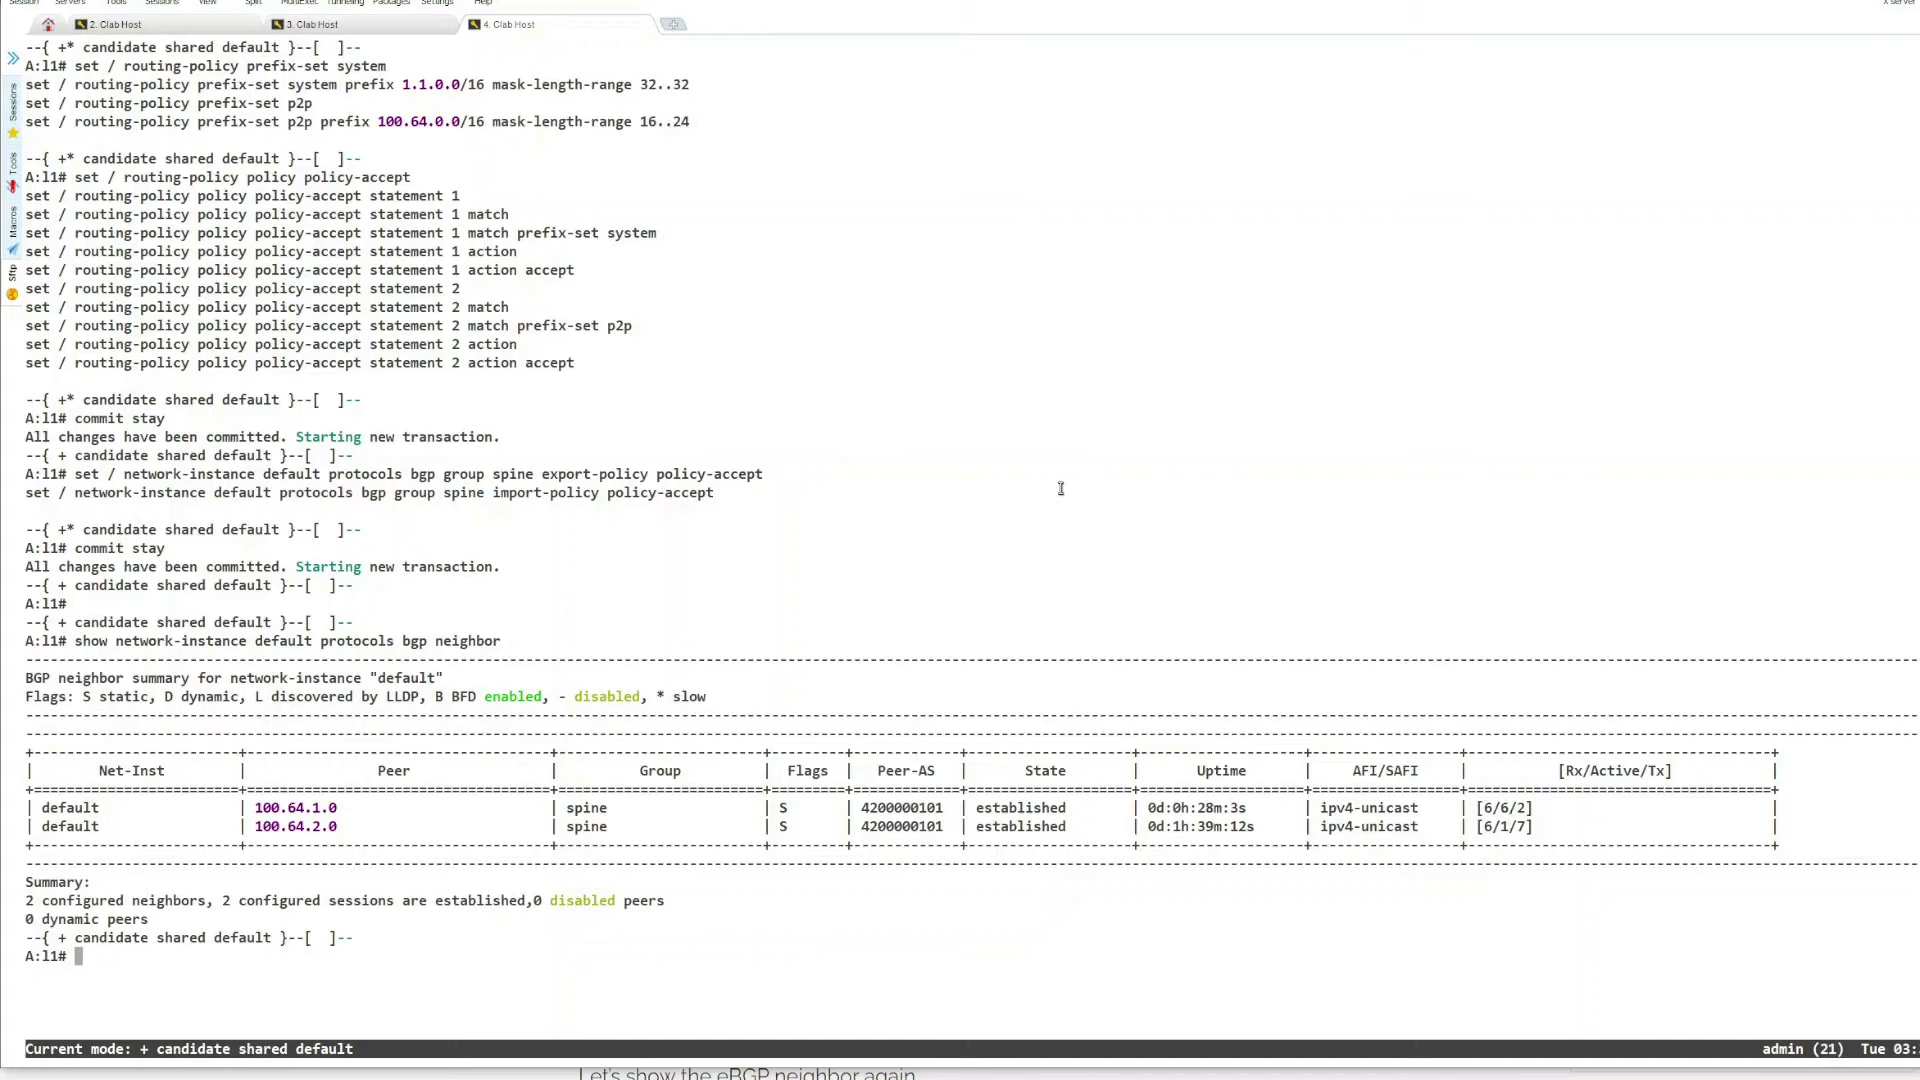 Session Servers Tools Sessions View Split MultiExec Tunneling Packages Settings Help X server
2. Clab Host 3. Clab Host 4. Clab Host
Sessions
Tools
Macros
Sftp
--{ +* candidate shared default }--[  ]--
A:l1# set / routing-policy prefix-set system
set / routing-policy prefix-set system prefix 1.1.0.0/16 mask-length-range 32..32
set / routing-policy prefix-set p2p
set / routing-policy prefix-set p2p prefix 100.64.0.0/16 mask-length-range 16..24
--{ +* candidate shared default }--[  ]--
A:l1# set / routing-policy policy policy-accept
set / routing-policy policy policy-accept statement 1
set / routing-policy policy policy-accept statement 1 match
set / routing-policy policy policy-accept statement 1 match prefix-set system
set / routing-policy policy policy-accept statement 1 action
set / routing-policy policy policy-accept statement 1 action accept
set / routing-policy policy policy-accept statement 2
set / routing-policy policy policy-accept statement 2 match
set / routing-policy policy policy-accept statement 2 match prefix-set p2p
set / routing-policy policy policy-accept statement 2 action
set / routing-policy policy policy-accept statement 2 action accept
--{ +* candidate shared default }--[  ]--
A:l1# commit stay
All changes have been committed. Starting new transaction.
--{ + candidate shared default }--[  ]--
A:l1# set / network-instance default protocols bgp group spine export-policy policy-accept
set / network-instance default protocols bgp group spine import-policy policy-accept
--{ +* candidate shared default }--[  ]--
A:l1# commit stay
All changes have been committed. Starting new transaction.
--{ + candidate shared default }--[  ]--
A:l1#
--{ + candidate shared default }--[  ]--
A:l1# show network-instance default protocols bgp neighbor
BGP neighbor summary for network-instance "default"
Flags: S static, D dynamic, L discovered by LLDP, B BFD enabled, - disabled, * slow
| Net-Inst | Peer | Group | Flags | Peer-AS | State | Uptime | AFI/SAFI | [Rx/Active/Tx] |
| default | 100.64.1.0 | spine | S | 4200000101 | established | 0d:0h:28m:3s | ipv4-unicast | [6/6/2] |
| default | 100.64.2.0 | spine | S | 4200000101 | established | 0d:1h:39m:12s | ipv4-unicast | [6/1/7] |
Summary:
2 configured neighbors, 2 configured sessions are established,0 disabled peers
0 dynamic peers
--{ + candidate shared default }--[  ]--
A:l1#
Current mode: + candidate shared default admin (21) Tue 03:
Let's show the eBGP neighbor again